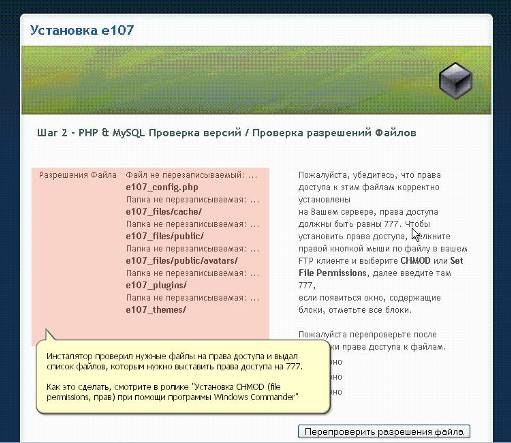 Установка e107
Шаг 2 - PHP & MySQL Проверка версий / Проверка разрешений Файлов
Разрешения Файла
Файл не перезаписываемый: ...
e107_config.php
Папка не перезаписываемая: ...
e107_files/cache/
Папка не перезаписываемая: ...
e107_files/public/
Папка не перезаписываемая: ...
e107_files/public/avatars/
Папка не перезаписываемая: ...
e107_plugins/
Папка не перезаписываемая: ...
e107_themes/
Пожалуйста, убедитесь, что права
доступа к этим файлам корректно
установлены
на Вашем сервере, права доступа
должны быть равны 777. Чтобы
установить права доступа, щелкните
правой кнопкой мыши по файлу в вашем
FTP клиенте и выберите CHMOD или Set
File Permissions, далее введите там
777,
если появиться окно, содержащие
блоки, отметьте все блоки.
Пожалуйста перепроверьте после
ки права доступа к файлам.
оно
но
но
Инсталятор проверил нужные файлы на права доступа и выдал
список файлов, которым нужно выставить права доступа на 777.
Как это сделать, смотрите в ролике "Установка CHMOD (file
permissions, прав) при помощи программы Windows Commander"
Перепроверить разрешения файла